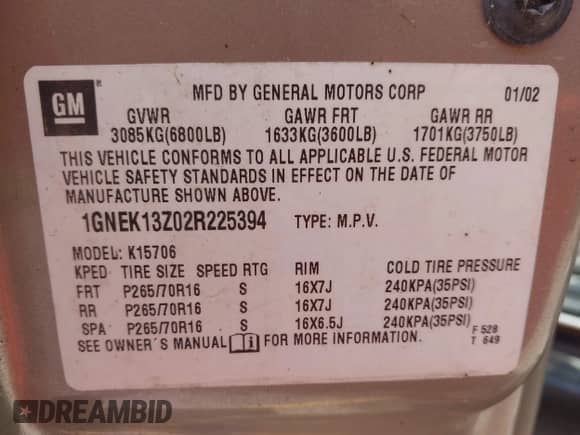 GM ® MFD BY GENERAL MOTORS CORP 01/02
GVWR GAWR FRT GAWR RR
3085KG(6800LB) 1633KG(3600LB) 1701KG(3750LB)
THIS VEHICLE CONFORMS TO ALL APPLICABLE U.S. FEDERAL MOTOR
VEHICLE SAFETY STANDARDS IN EFFECT ON THE DATE OF
MANUFACTURE SHOWN ABOVE.
1GNEK13Z02R225394 TYPE: M.P.V.
MODEL: K15706
KPED TIRE SIZE SPEED RTG RIM COLD TIRE PRESSURE
FRT P265/70R16 S 16X7J 240KPA(35PSI)
RR P265/70R16 S 16X7J 240KPA(35PSI)
SPA P265/70R16 S 16X6.5J 240KPA(35PSI)
SEE OWNER'S MANUAL i FOR MORE INFORMATION.
F 528
T 649
DREAMBID